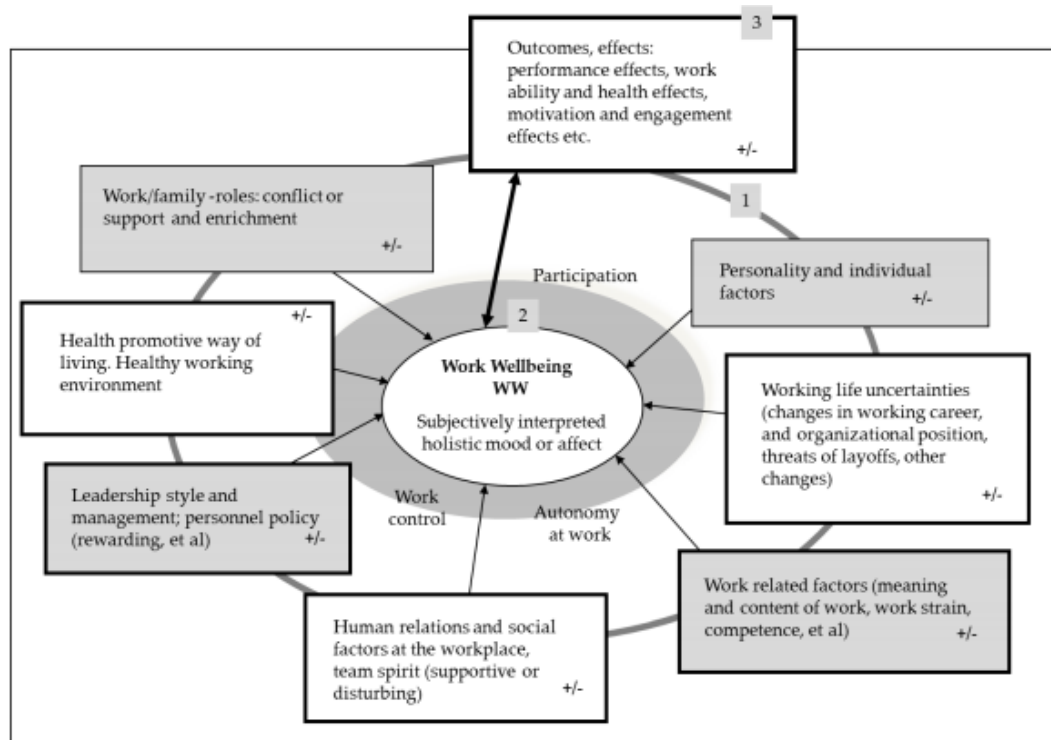 3
Outcomes, effects:
performance effects, work
ability and health effects,
motivation and engagement
effects etc.
+/-
1
Work/family -roles: conflict or
support and enrichment
+/-
Participation
Personality and individual
factors
+/-
2
+/-
Health promotive way of
living. Healthy working
environment
Work Wellbeing
WW
Subjectively interpreted
holistic mood or affect
Working life uncertainties
(changes in working career,
and organizational position,
threats of layoffs, other
changes)
+/-
Leadership style and
management; personnel policy
(rewarding, et al)
+/-
Work
control
Autonomy
at work
Work related factors (meaning
and content of work, work strain,
competence, et al)
+/-
Human relations and social
factors at the workplace,
team spirit (supportive or
disturbing)
+/-